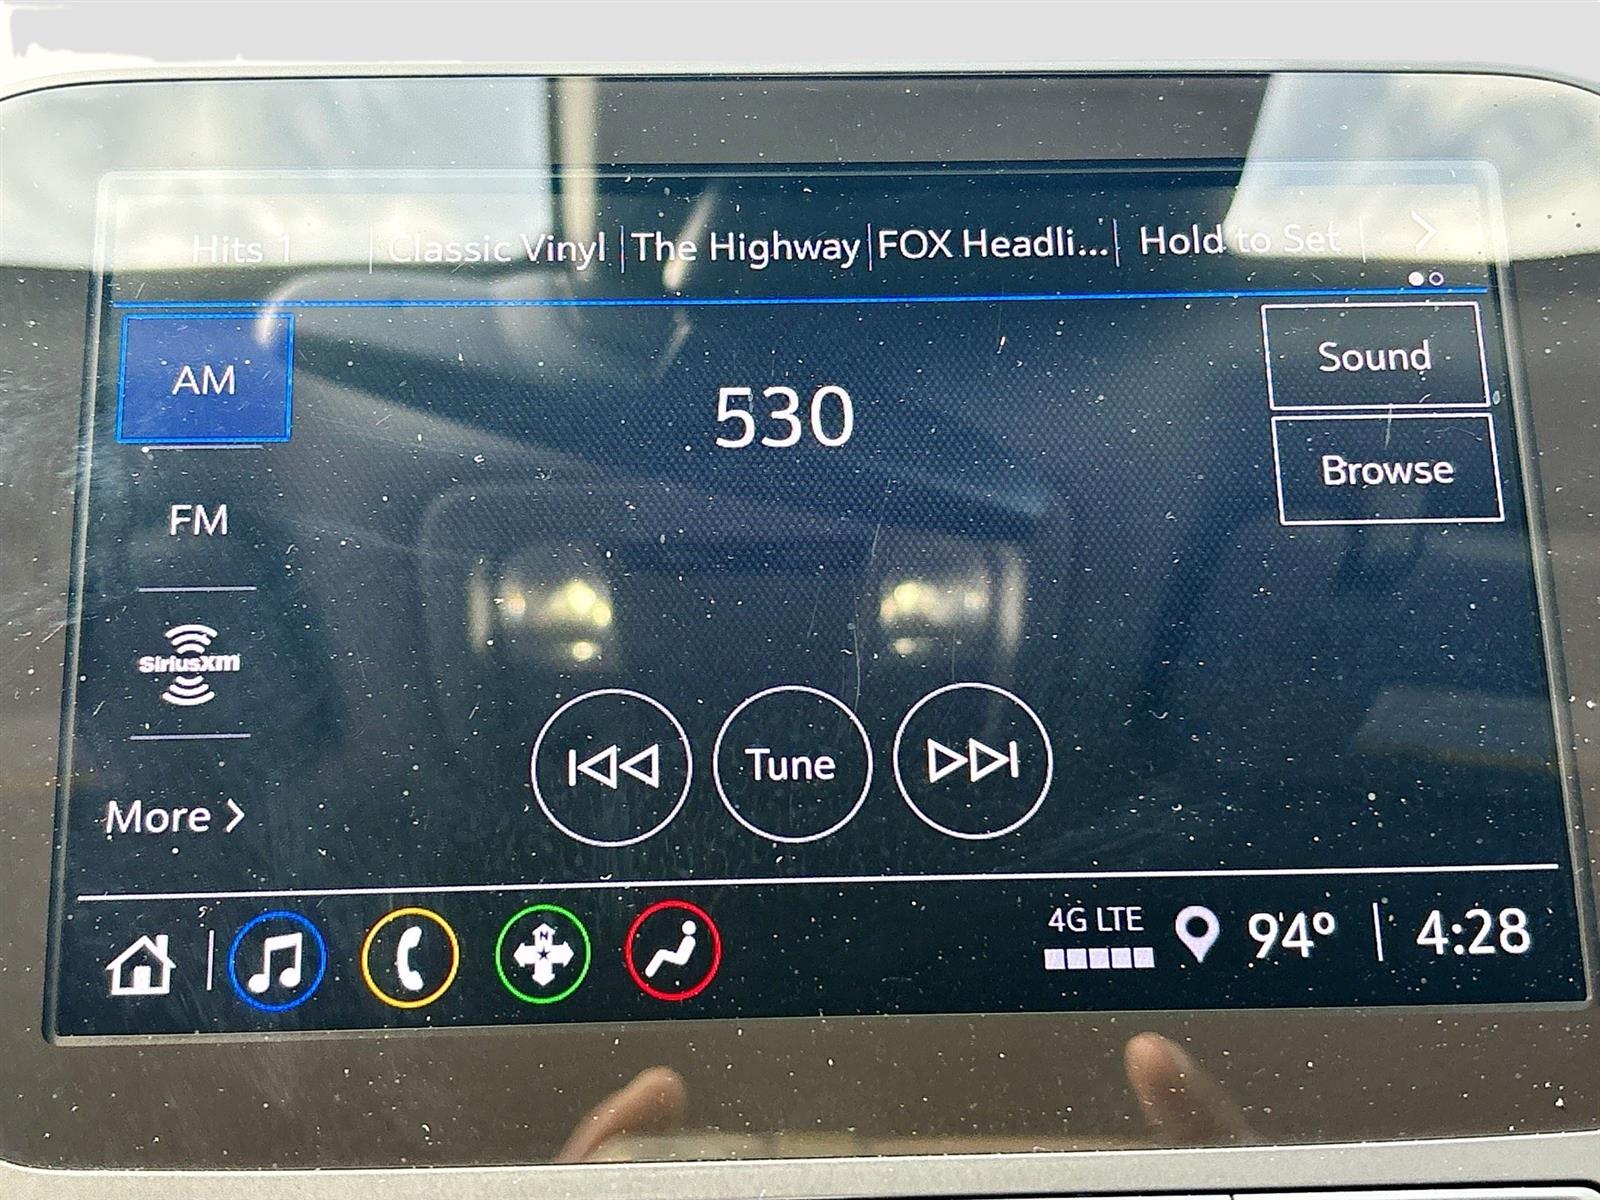 Hits 1 Classic Vinyl The Highway FOX Headli... Hold to Set
AM
530
Sound
Browse
FM
SiriusXM
Tune
More
N
4G LTE 94° 4:28